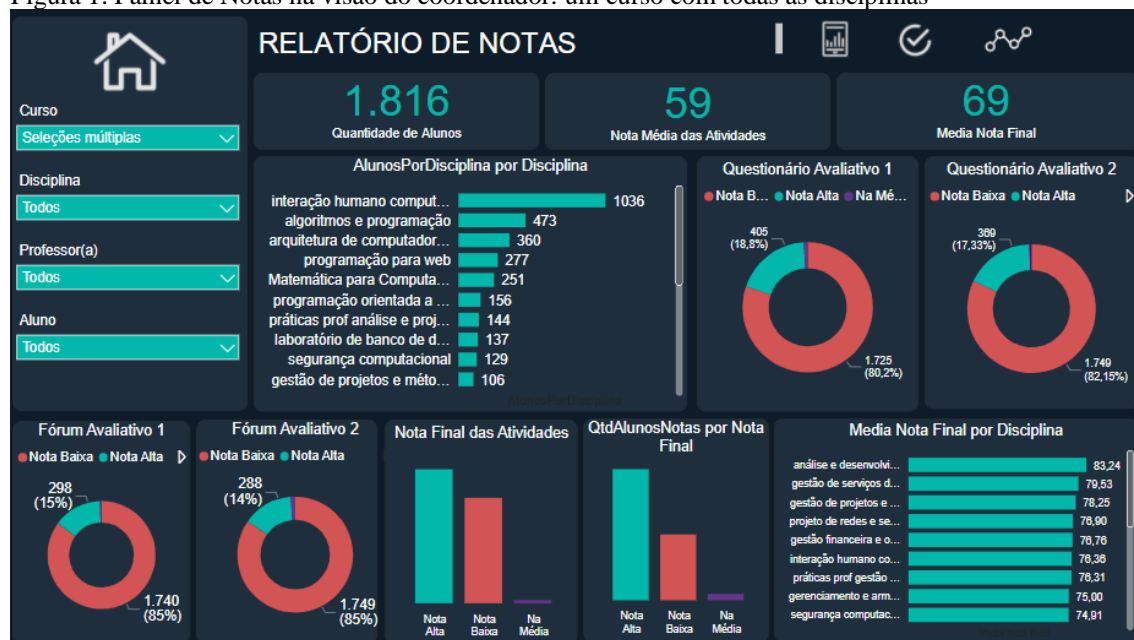 Figura 1: Painel de Notas na visão do coordenador: um curso com todas as disciplinas
RELATÓRIO DE NOTAS
Curso
Seleções múltiplas
Disciplina
Todos
Professor(a)
Todos
Aluno
Todos
1.816
Quantidade de Alunos
59
Nota Média das Atividades
69
Media Nota Final
AlunosPorDisciplina por Disciplina
interação humano comput... 1036
algoritmos e programação 473
arquitetura de computador... 360
programação para web 277
Matemática para Computa... 251
programação orientada a ... 156
práticas prof análise e proj... 144
laboratório de banco de d... 137
segurança computacional 129
gestão de projetos e méto... 106
AlunosPorDisciplina
Questionário Avaliativo 1
Nota B... Nota Alta Na Mé...
405
(18,8%)
1.725
(80,2%)
Questionário Avaliativo 2
Nota Baixa Nota Alta
369
(17,33%)
1.749
(82,15%)
Fórum Avaliativo 1
Nota Baixa Nota Alta
298
(15%)
1.740
(85%)
Fórum Avaliativo 2
Nota Baixa Nota Alta
288
(14%)
1.749
(85%)
Nota Final das Atividades
Nota Alta
Nota Baixa
Na Média
QtdAlunosNotas por Nota
Final
Nota Alta
Nota Baixa
Na Média
Media Nota Final por Disciplina
análise e desenvolvi... 83,24
gestão de serviços d... 79,53
gestão de projetos e ... 78,25
projeto de redes e se... 76,90
gestão financeira e o... 76,76
interação humano co... 76,36
práticas prof gestão ... 76,31
gerenciamento e arm... 75,00
segurança computac... 74,91